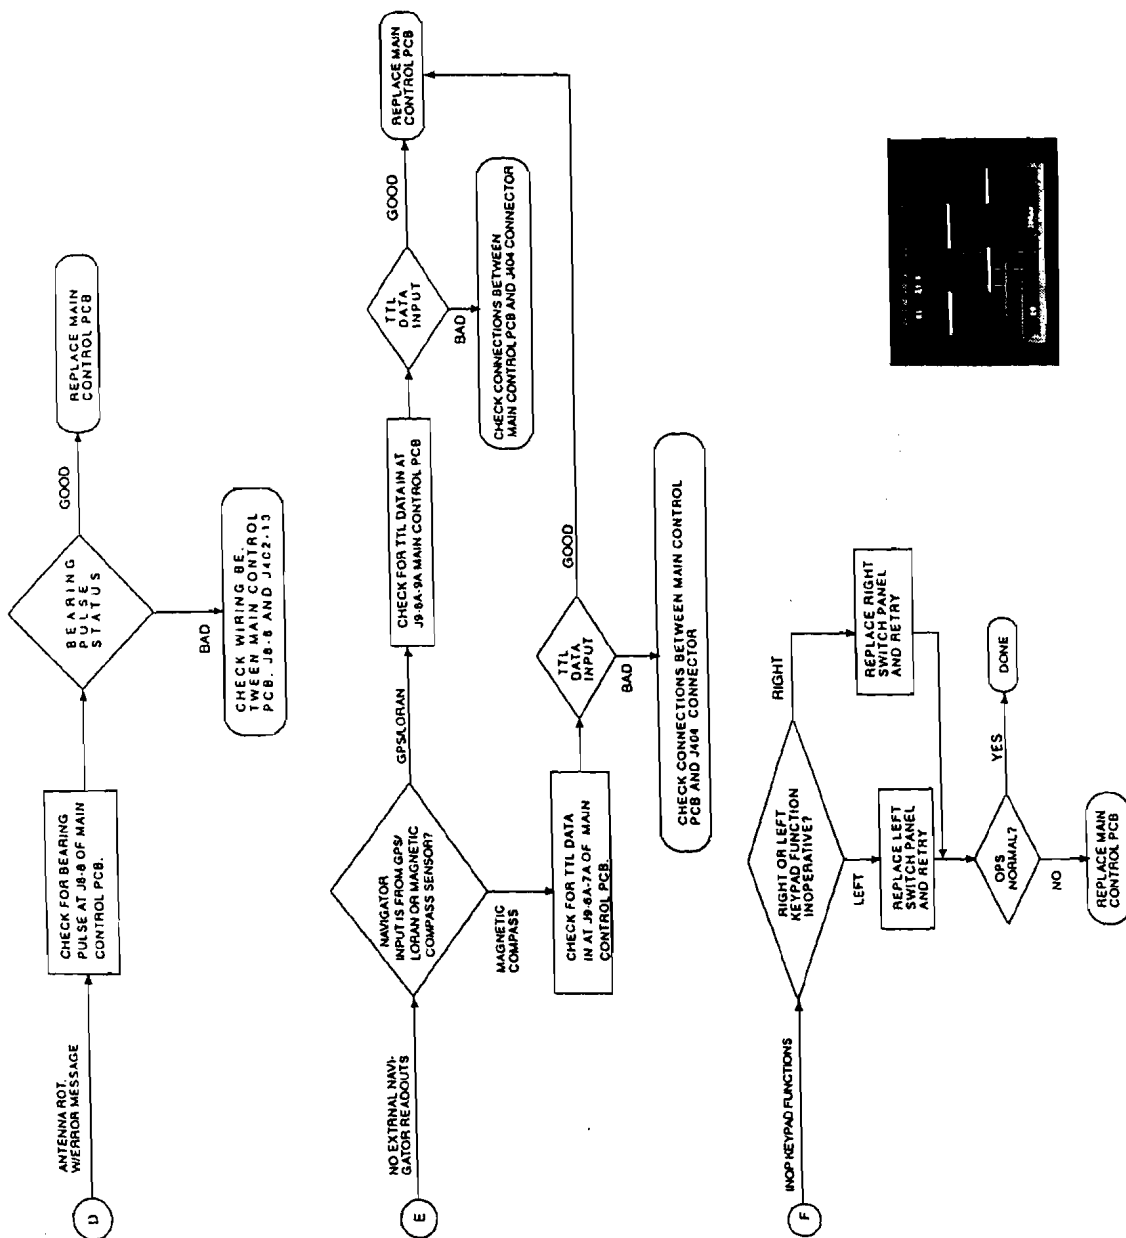 D
ANTENNA ROT.
W/ERROR MESSAGE
CHECK FOR BEARING
PULSE AT J8-8 OF MAIN
CONTROL PCB.
BEARING
PULSE
STATUS
GOOD
REPLACE MAIN
CONTROL PCB
BAD
CHECK WIRING BE.
TWEEN MAIN CONTROL
PCB. J8-8 AND J402-13
E
NO EXTRNAL NAVI-
GATOR READOUTS
NAVIGATOR
INPUT IS FROM GPS/
LORAN OR MAGNETIC
COMPASS SENSOR?
GPS/LORAN
CHECK FOR TTL DATA IN AT
J9-8A-9A MAIN CONTROL PCB
TTL
DATA
INPUT
GOOD
REPLACE MAIN
CONTROL PCB
BAD
CHECK CONNECTIONS BETWEEN
MAIN CONTROL PCB AND J404 CONNECTOR
MAGNETIC
COMPASS
CHECK FOR TTL DATA
IN AT J9-6A-7A OF MAIN
CONTROL PCB.
TTL
DATA
INPUT
GOOD
BAD
CHECK CONNECTIONS BETWEEN MAIN CONTROL
PCB AND J404 CONNECTOR
F
INOP KEYPAD FUNCTIONS
RIGHT OR LEFT
KEYPAD FUNCTION
INOPERATIVE?
RIGHT
REPLACE RIGHT
SWITCH PANEL
AND RETRY
LEFT
REPLACE LEFT
SWITCH PANEL
AND RETRY
OPS
NORMAL?
YES
DONE
NO
REPLACE MAIN
CONTROL PCB